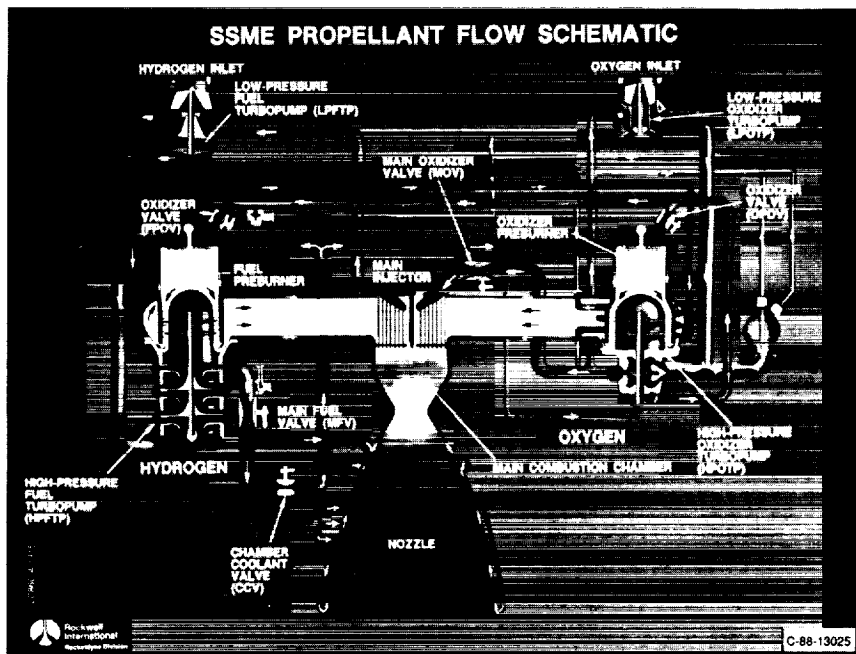 SSME PROPELLANT FLOW SCHEMATIC
HYDROGEN INLET
OXYGEN INLET
LOW-PRESSURE
FUEL
TURBOPUMP (LPFTP)
LOW-PRESSURE
OXIDIZER
TURBOPUMP
(LPOTP)
MAIN OXIDIZER
VALVE (MOV)
OXIDIZER
VALVE
(FPOV)
OXIDIZER
PREBURNER
OXIDIZER
VALVE
(OPOV)
FUEL
PREBURNER
MAIN
INJECTOR
MAIN FUEL
VALVE (MFV)
HYDROGEN
OXYGEN
HIGH-PRESSURE
OXIDIZER
TURBOPUMP
(HPOTP)
MAIN COMBUSTION CHAMBER
HIGH-PRESSURE
FUEL
TURBOPUMP
(HPFTP)
CHAMBER
COOLANT
VALVE
(CCV)
NOZZLE
Rockwell
International
Rocketdyne Division
C-88-13025